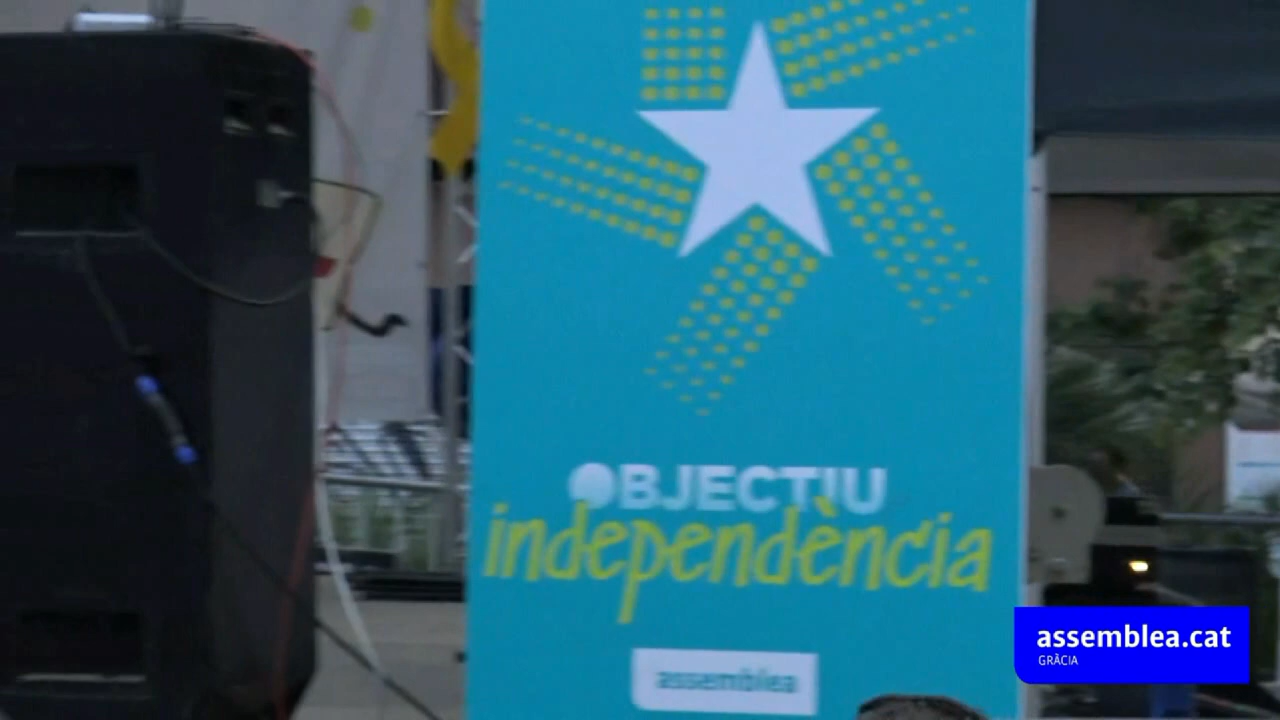 OBJECTIU
independència
assemblea
assemblea.cat
GRÀCIA